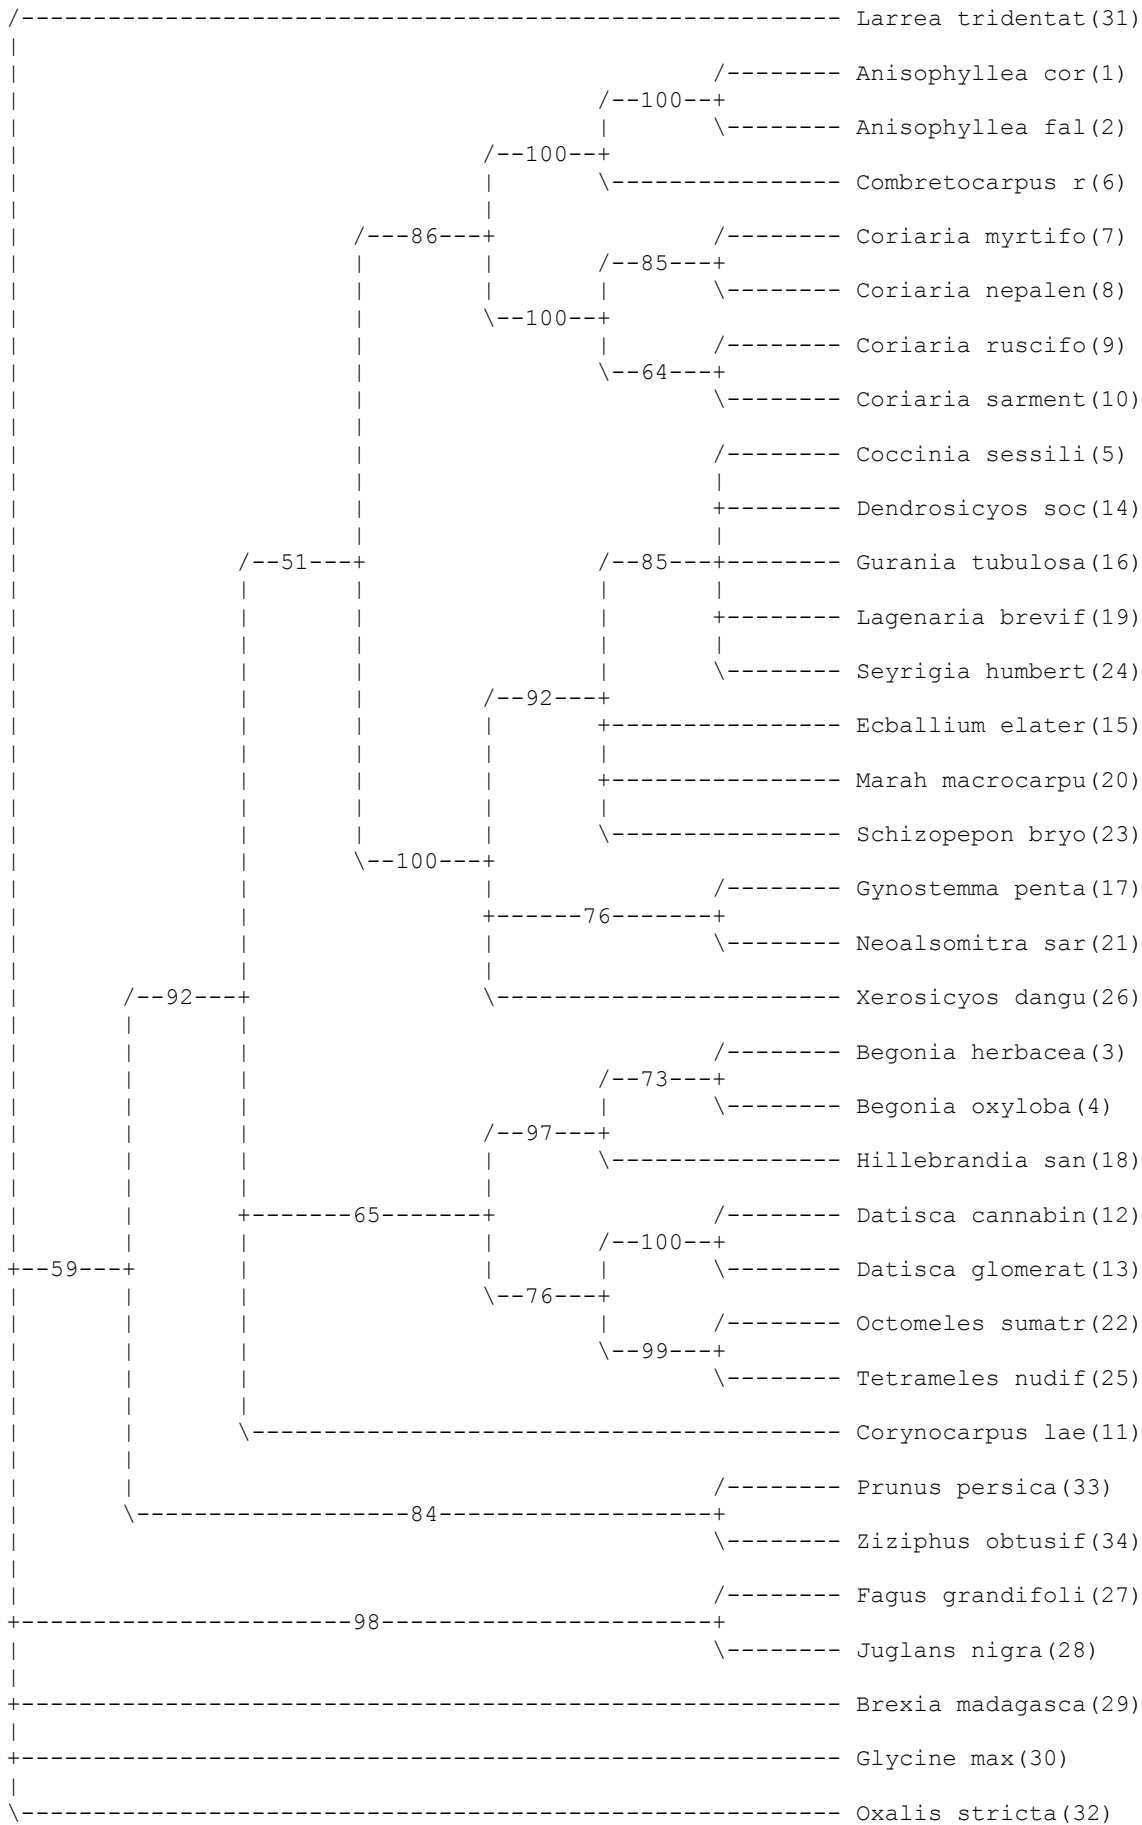 Larrea tridentat(31)
Anisophyllea cor(1)
100
Anisophyllea fal(2)
100
Combretocarpus r(6)
86
Coriaria myrtifo(7)
85
Coriaria nepalen(8)
100
Coriaria ruscifo(9)
64
Coriaria sarment(10)
Coccinia sessili(5)
Dendrosicyos soc(14)
51
85
Gurania tubulosa(16)
Lagenaria brevif(19)
Seyrigia humbert(24)
92
Ecballium elater(15)
Marah macrocarpu(20)
Schizopepon bryo(23)
100
Gynostemma penta(17)
76
Neoalsomitra sar(21)
92
Xerosicyos dangu(26)
Begonia herbacea(3)
73
Begonia oxyloba(4)
97
Hillebrandia san(18)
65
Datisca cannabin(12)
100
59
Datisca glomerat(13)
76
Octomeles sumatr(22)
99
Tetrameles nudif(25)
Corynocarpus lae(11)
Prunus persica(33)
84
Ziziphus obtusif(34)
Fagus grandifoli(27)
98
Juglans nigra(28)
Brexia madagasca(29)
Glycine max(30)
Oxalis stricta(32)